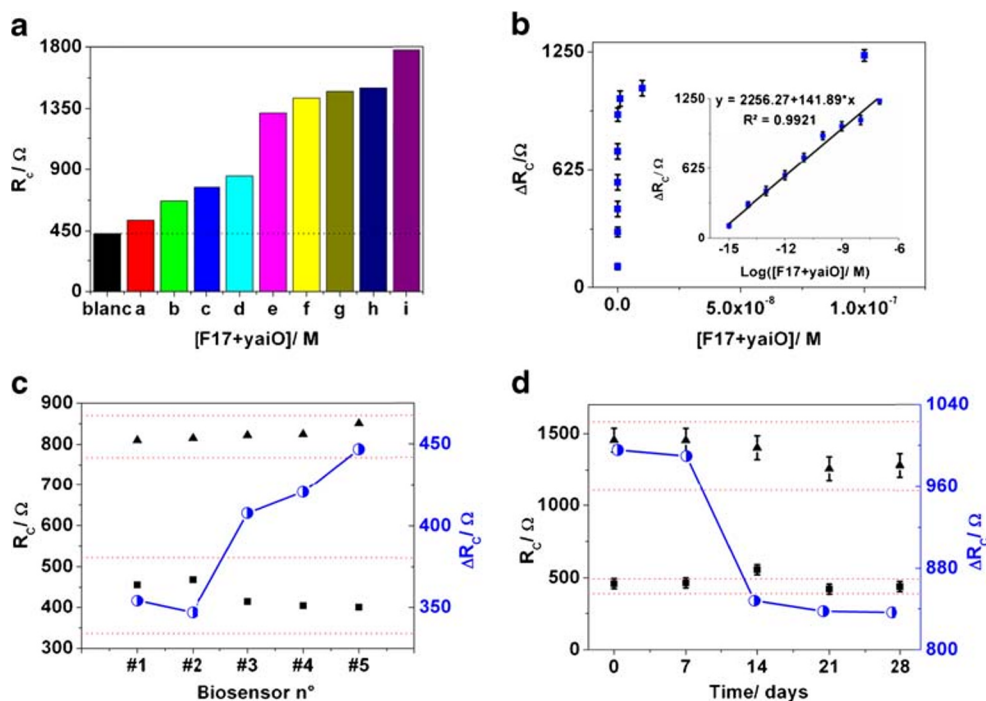 a
1800
1350
900
450
0
Rc/ Ω
blanc a b c d e f g h i
[F17+yaiO]/ M
b
1250
625
0
ΔRc/Ω
0.0 5.0x10⁻⁸ 1.0x10⁻⁷
[F17+yaiO]/ M
1250
625
0
ΔRc/ Ω
y = 2256.27+141.89*x
R² = 0.9921
-15 -12 -9 -6
Log([F17+yaiO]/ M)
c
900
800
700
600
500
400
300
Rc/ Ω
450
400
350
ΔRc/ Ω
#1 #2 #3 #4 #5
Biosensor n°
d
1500
1000
500
0
Rc/ Ω
1040
960
880
800
ΔRc/ Ω
0 7 14 21 28
Time/ days